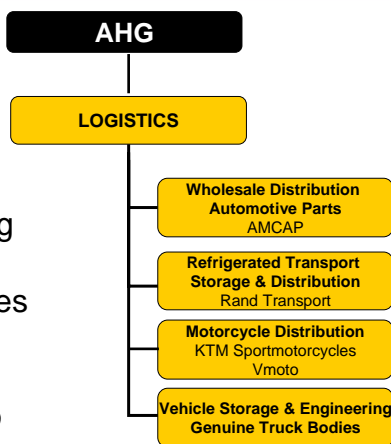 AHG
LOGISTICS
Wholesale Distribution
Automotive Parts
AMCAP
g
Refrigerated Transport
Storage & Distribution
Rand Transport
es
Motorcycle Distribution
KTM Sportmotorcycles
Vmoto
Vehicle Storage & Engineering
Genuine Truck Bodies